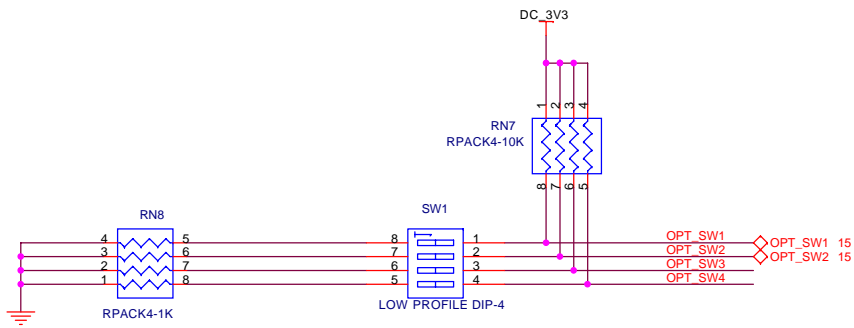 DC_3V3
1 2 3 4
RN7
RPACK4-10K
8 7 6 5
RN8
SW1
4 5 8 1 OPT_SW1 OPT_SW1 15
3 6 7 2 OPT_SW2 OPT_SW2 15
2 7 6 3 OPT_SW3
1 8 5 4 OPT_SW4
RPACK4-1K
LOW PROFILE DIP-4